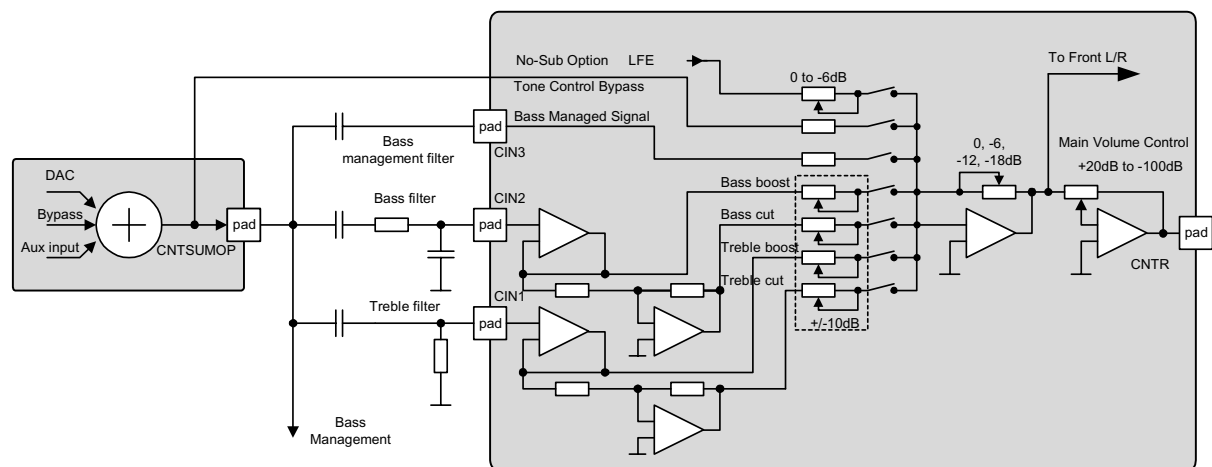 No-Sub Option LFE
To Front L/R
0 to -6dB
Tone Control Bypass
pad
Bass Managed Signal
CIN3
Bass
management filter
0, -6,
-12, -18dB
Main Volume Control
+20dB to -100dB
DAC
Bypass
Aux input
CNTSUMOP
pad
Bass filter
CIN2
pad
Bass boost
Bass cut
Treble boost
Treble cut
+/-10dB
CNTR
pad
Treble filter
CIN1
pad
Bass
Management